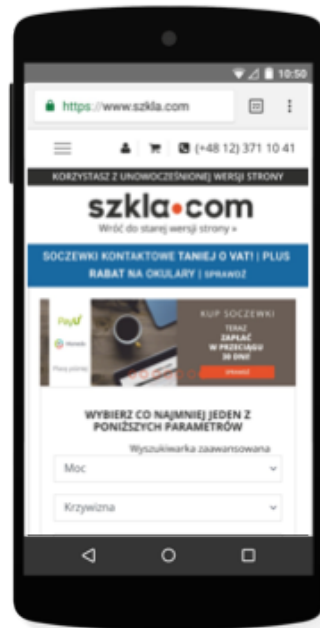 10:50
https://www.szkla.com
(+48 12) 371 10 41
KORZYSTASZ Z UNOWOCZEŚNIONEJ WERSJI STRONY
szkla.com
Wróć do starej wersji strony »
SOCZEWKI KONTAKTOWE TANIEJ O VAT! | PLUS
RABAT NA OKULARY | SPRAWDŹ
PayU
KUP SOCZEWKI
TERAZ
ZAPŁAĆ
W PRZECIĄGU
30 DNI!
SPRAWDŹ
WYBIERZ CO NAJMNIEJ JEDEN Z
PONIŻSZYCH PARAMETRÓW
Wyszukiwarka zaawansowana
Moc
Krzywizna